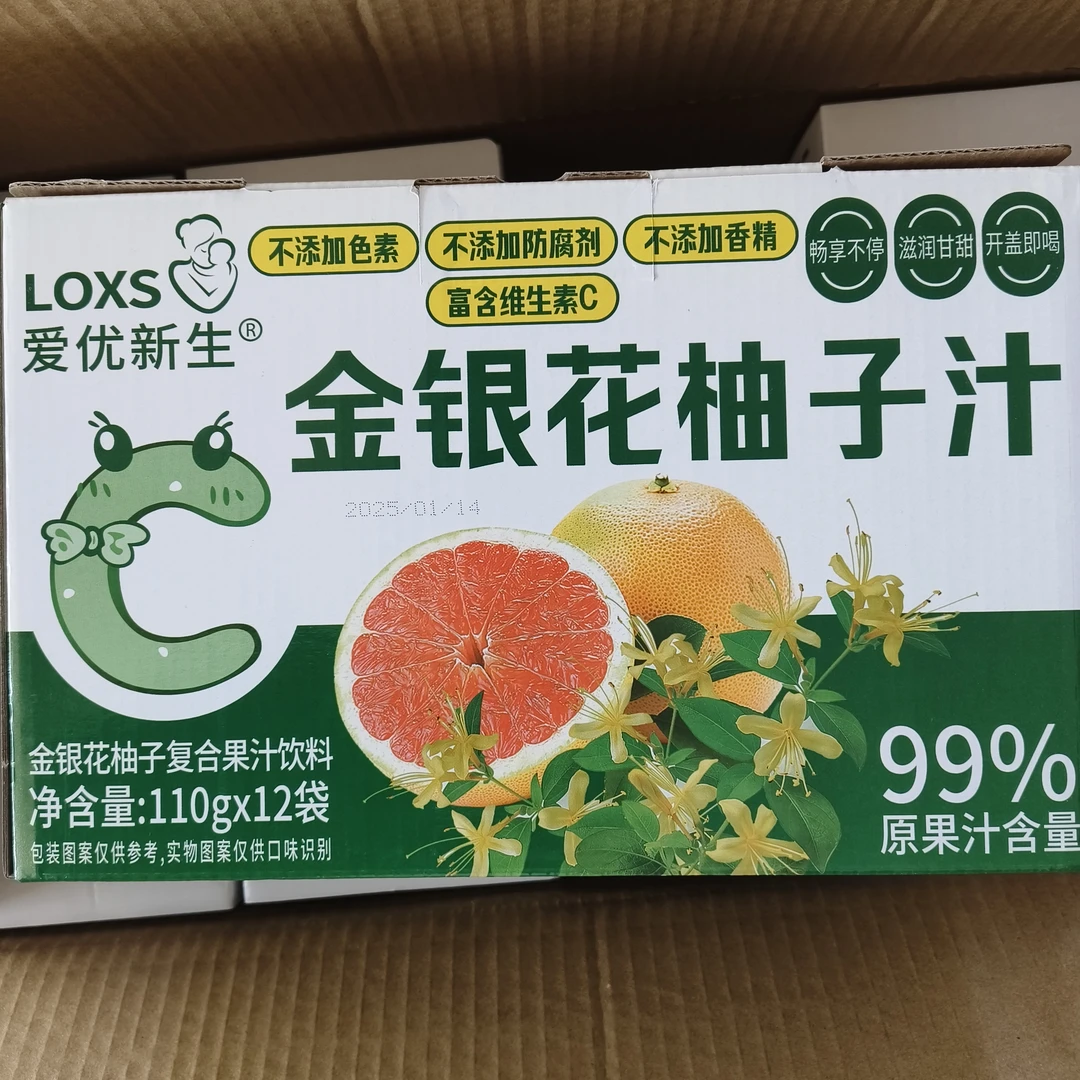 LOXS
爱优新生®
不添加色素
不添加防腐剂
不添加香精
富含维生素C
畅享不停
滋润甘甜
开盖即喝
金银花柚子汁
2025/01/14
金银花柚子复合果汁饮料
净含量:110gx12袋
包装图案仅供参考,实物图案仅供口味识别
99%
原果汁含量